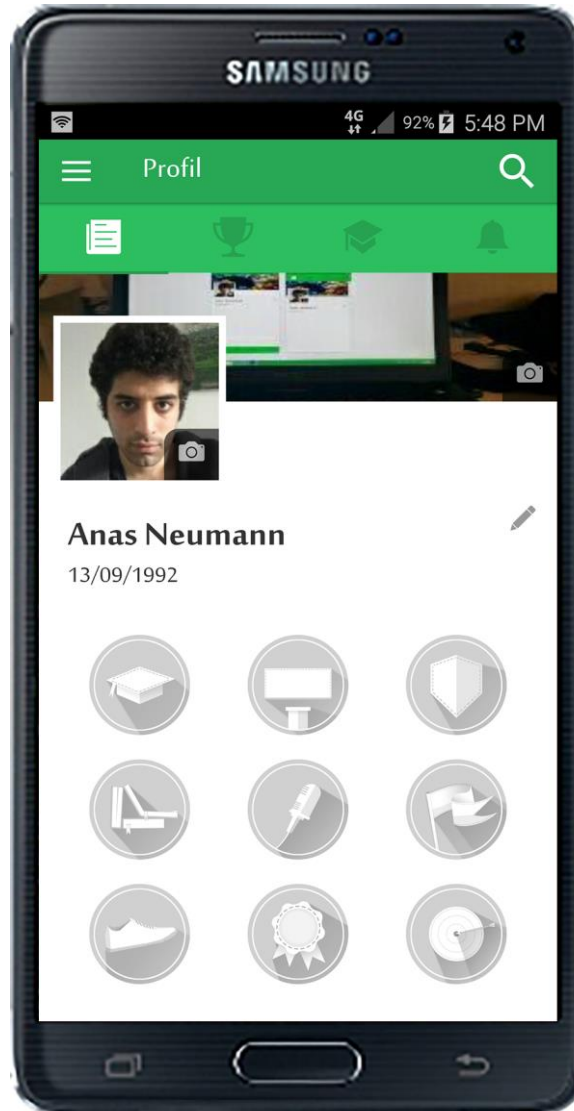 SAMSUNG
4G 92% 5:48 PM
Profil
Anas Neumann
13/09/1992